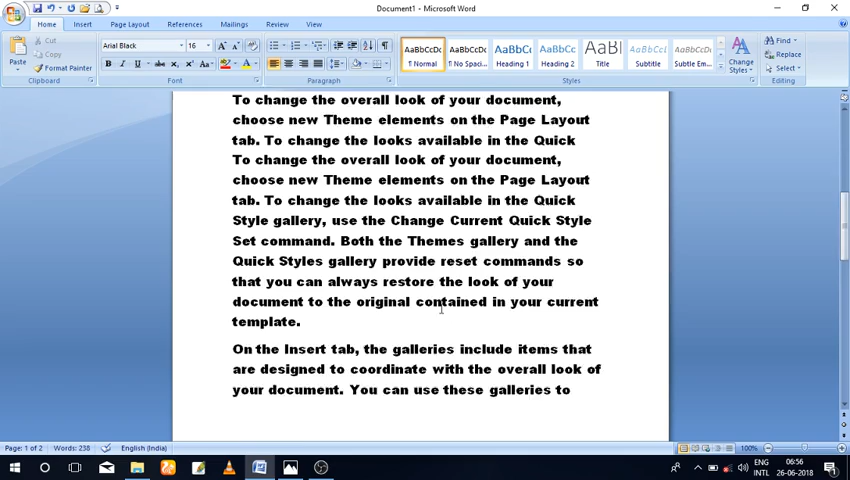 Document1 - Microsoft Word
Home Insert Page Layout References Mailings Review View
Paste
Cut
Copy
Format Painter
Clipboard
Arial Black 16
Font
Paragraph
AaBbCcDc AaBbCcDc AaBbCc AaBbCc AaBl AaBbCcL AaBbCcDc
¶ Normal ¶ No Spaci... Heading 1 Heading 2 Title Subtitle Subtle Em...
Change Styles
Styles
Find
Replace
Select
Editing
To change the overall look of your document,
choose new Theme elements on the Page Layout
tab. To change the looks available in the Quick
To change the overall look of your document,
choose new Theme elements on the Page Layout
tab. To change the looks available in the Quick
Style gallery, use the Change Current Quick Style
Set command. Both the Themes gallery and the
Quick Styles gallery provide reset commands so
that you can always restore the look of your
document to the original contained in your current
template.
On the Insert tab, the galleries include items that
are designed to coordinate with the overall look of
your document. You can use these galleries to
Page: 1 of 2 Words: 238 English (India) 100%
ENG 06:56
INTL 26-06-2018